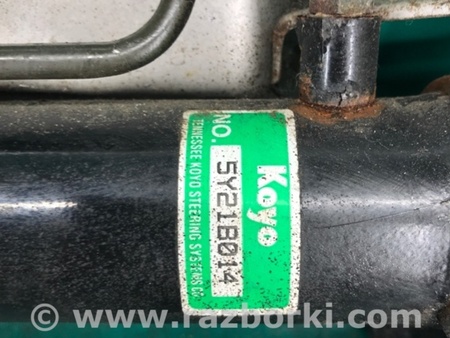 Koyo
NO. 5Y21B014
TENNESSEE KOYO STEERING SYSTEMS CO.
© www.razborki.com